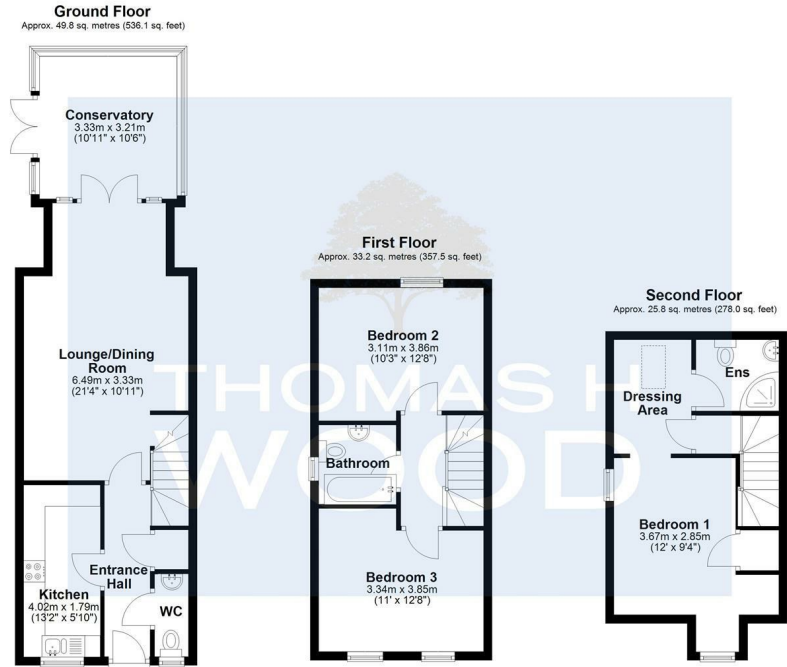 Ground Floor
Approx. 49.8 sq. metres (536.1 sq. feet)
Conservatory
3.33m x 3.21m
(10'11" x 10'6")
Lounge/Dining
Room
6.49m x 3.33m
(21'4" x 10'11")
Entrance
Hall
Kitchen
4.02m x 1.79m
(13'2" x 5'10")
WC
First Floor
Approx. 33.2 sq. metres (357.5 sq. feet)
Bedroom 2
3.11m x 3.86m
(10'3" x 12'8")
Bathroom
Bedroom 3
3.34m x 3.85m
(11' x 12'8")
Second Floor
Approx. 25.8 sq. metres (278.0 sq. feet)
Ens
Dressing
Area
Bedroom 1
3.67m x 2.85m
(12' x 9'4")
THOMAS H
WOOD